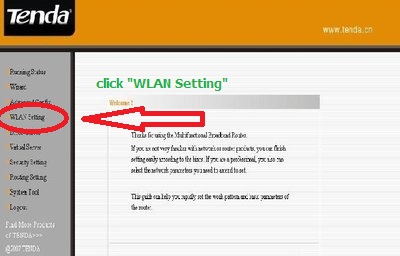 Tenda
www.tenda.cn
Running Status
Wizard
Advanced Config
WLAN Setting
Virtual Server
Security Setting
Routing Setting
System Tool
Logout
Find More Products
of TENDA>>>
@2007 TENDA
click "WLAN Setting"
Welcome !
Thanks for using the Multifunctional Broadband Router.
If you are not very familiar with network or router products, you can finish
setting easily according to the hints. If you are a professional, you also can
select the network parameters you need to amend to set.
This guide can help you rapidly set the work pattern and basic parameters of
the router.